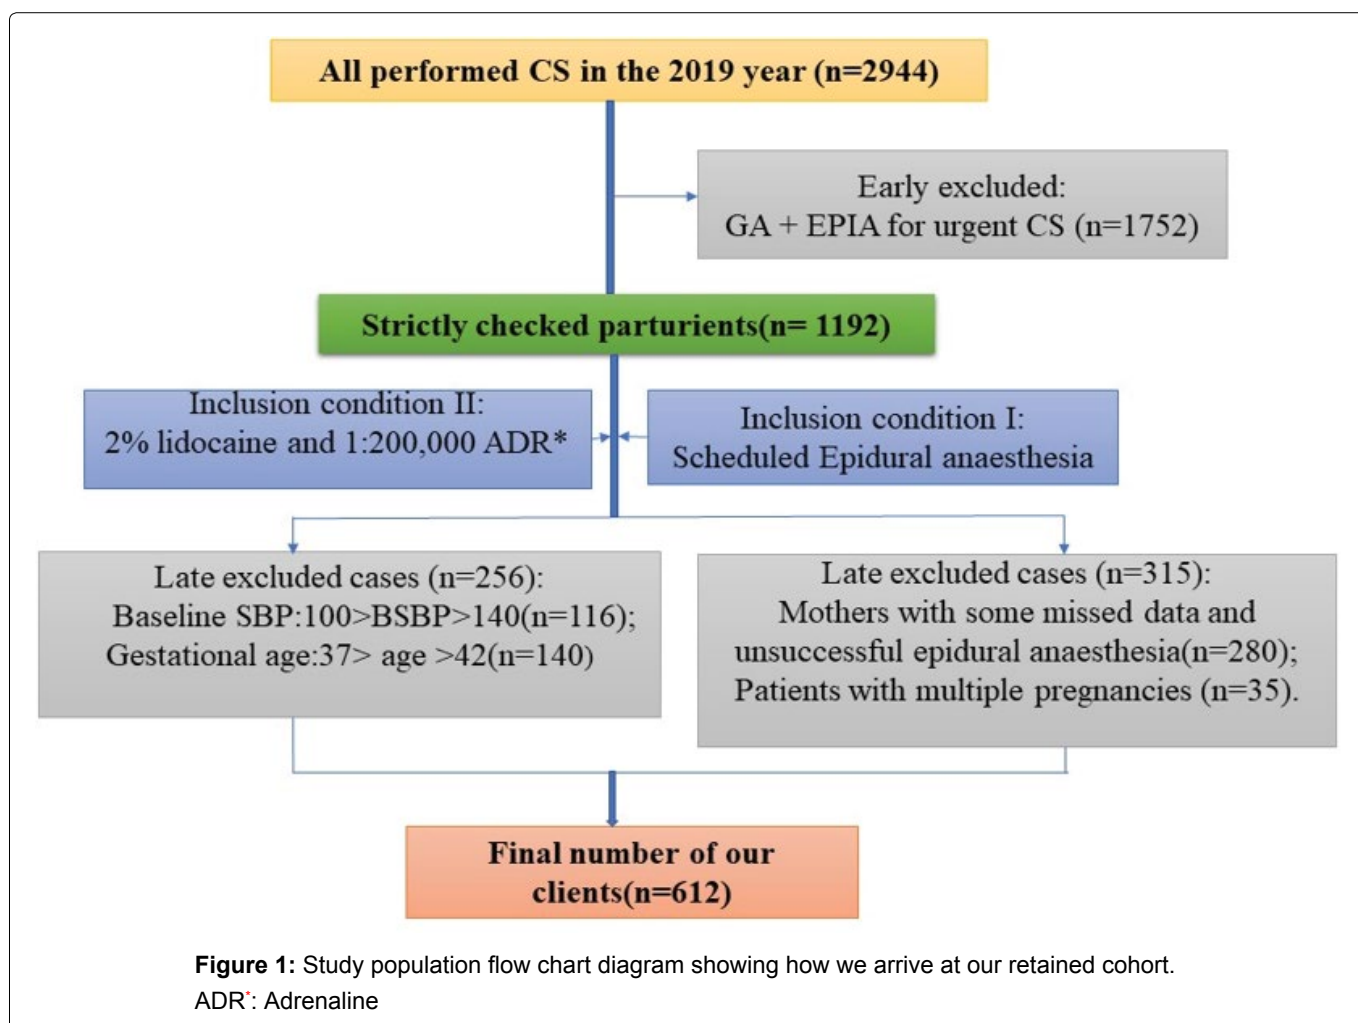 All performed CS in the 2019 year (n=2944)
Early excluded:
GA + EPIA for urgent CS (n=1752)
Strictly checked parturients(n= 1192)
Inclusion condition II:
2% lidocaine and 1:200,000 ADR*
Inclusion condition I:
Scheduled Epidural anaesthesia
Late excluded cases (n=256):
Baseline SBP:100>BSBP>140(n=116);
Gestational age:37> age >42(n=140)
Late excluded cases (n=315):
Mothers with some missed data and
unsuccessful epidural anaesthesia(n=280);
Patients with multiple pregnancies (n=35).
Final number of our
clients(n=612)
Figure 1: Study population flow chart diagram showing how we arrive at our retained cohort.
ADR*: Adrenaline